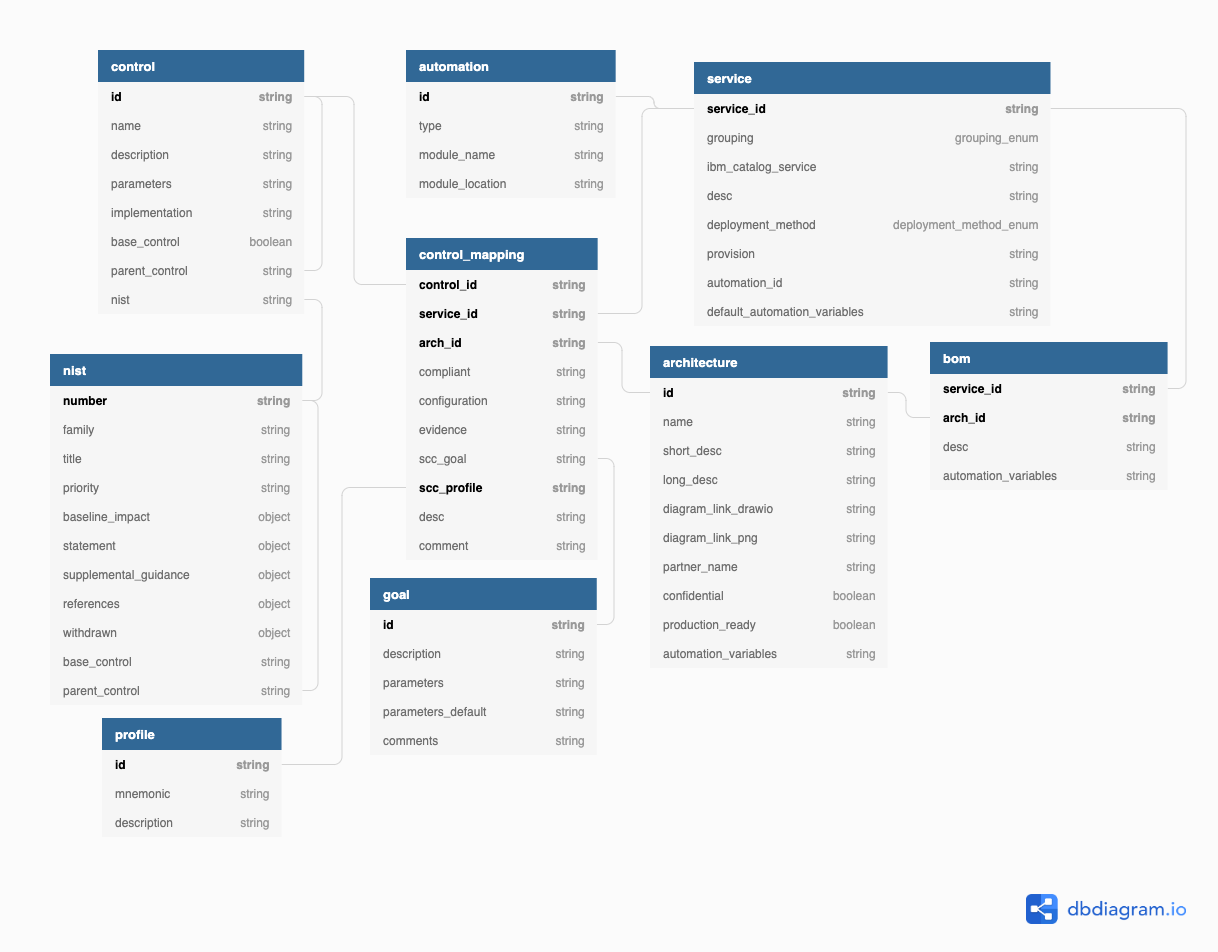 control
id string
name string
description string
parameters string
implementation string
base_control boolean
parent_control string
nist string
automation
id string
type string
module_name string
module_location string
service
service_id string
grouping grouping_enum
ibm_catalog_service string
desc string
deployment_method deployment_method_enum
provision string
automation_id string
default_automation_variables string
control_mapping
control_id string
service_id string
arch_id string
compliant string
configuration string
evidence string
scc_goal string
scc_profile string
desc string
comment string
nist
number string
family string
title string
priority string
baseline_impact object
statement object
supplemental_guidance object
references object
withdrawn object
base_control string
parent_control string
architecture
id string
name string
short_desc string
long_desc string
diagram_link_drawio string
diagram_link_png string
partner_name string
confidential boolean
production_ready boolean
automation_variables string
bom
service_id string
arch_id string
desc string
automation_variables string
goal
id string
description string
parameters string
parameters_default string
comments string
profile
id string
mnemonic string
description string
dbdiagram.io